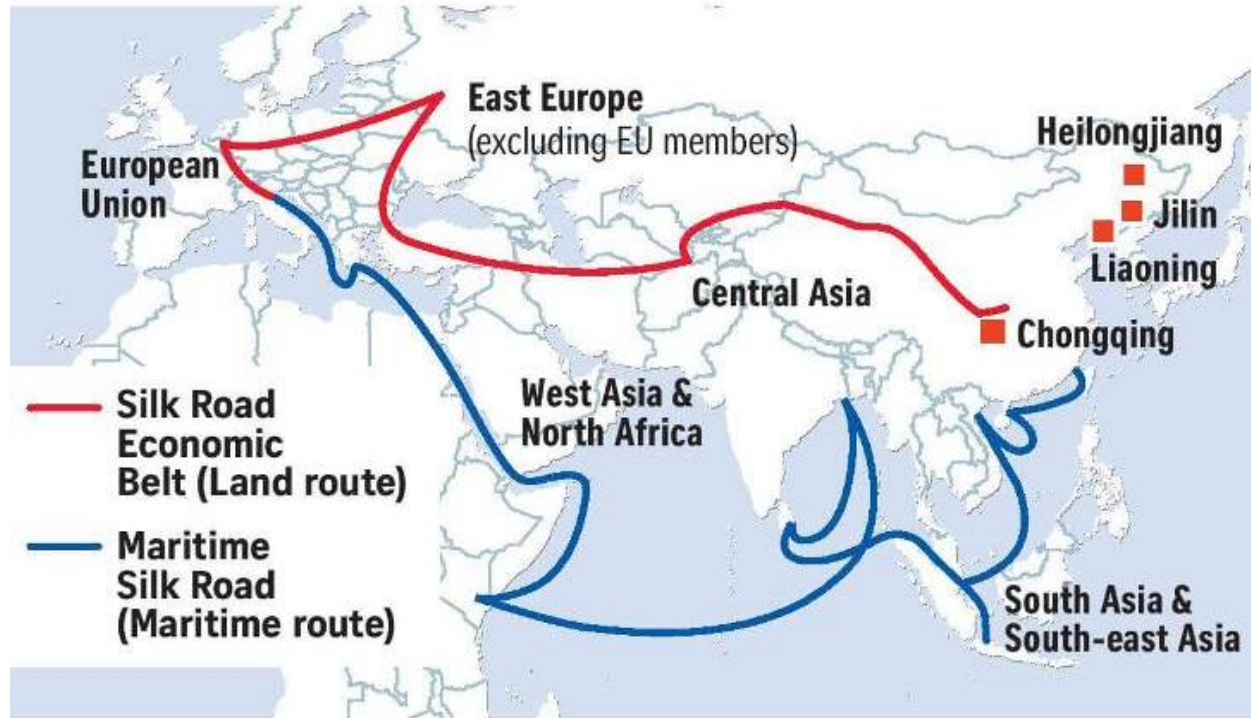 East Europe
(excluding EU members)
European
Union
Heilongjiang
Jilin
Liaoning
Central Asia
Chongqing
West Asia &
North Africa
Silk Road
Economic
Belt (Land route)
Maritime
Silk Road
(Maritime route)
South Asia &
South-east Asia